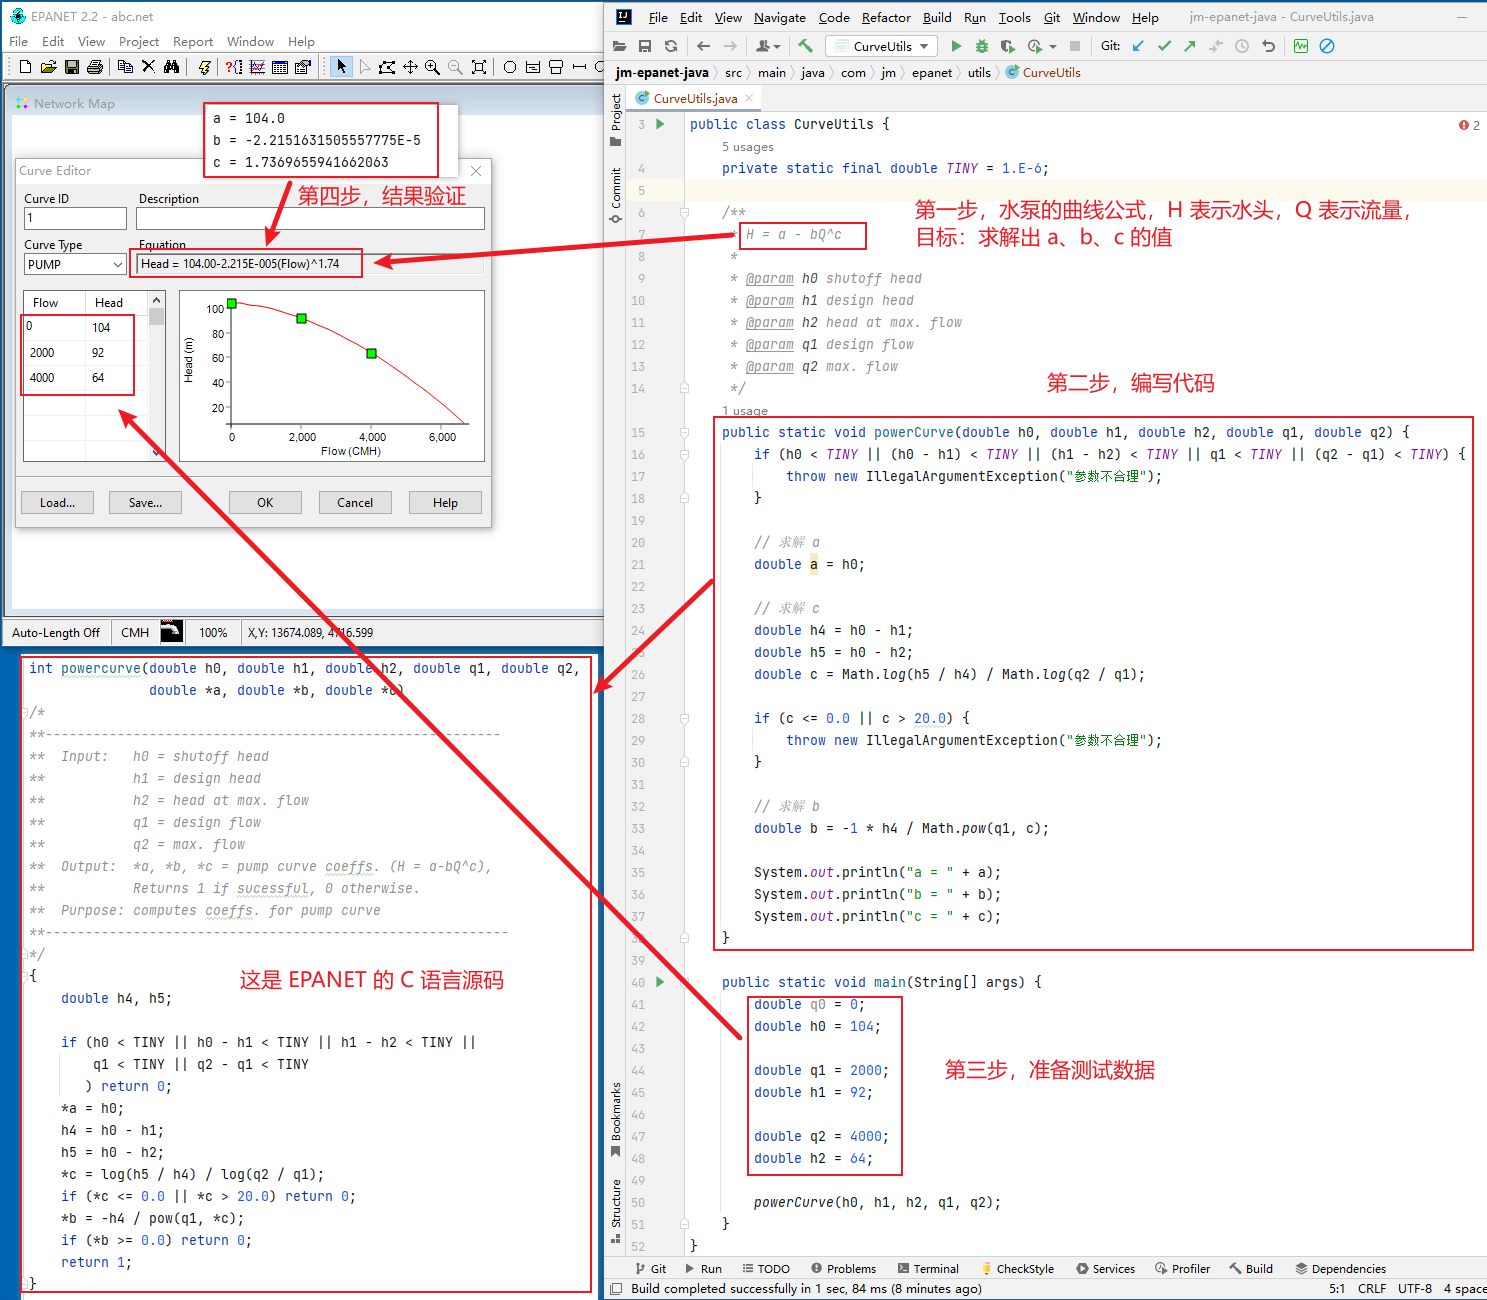 EPANET 2.2 - abc.net
File Edit View Project Report Window Help
Network Map
a = 104.0
b = -2.2151631505557775E-5
c = 1.7369655941662063
Curve Editor
第四步，结果验证
Curve ID
Description
1
Curve Type
Equation
PUMP
Head = 104.00-2.215E-005(Flow)^1.74
Flow Head
0 104
2000 92
4000 64
100
80
60
40
20
Head (m)
0 2,000 4,000 6,000
Flow (CMH)
Load... Save... OK Cancel Help
Auto-Length Off CMH 100% X,Y: 13674.089, 4716.599
int powercurve(double h0, double h1, double h2, double q1, double q2,
double *a, double *b, double *c)
/*
**---------------------------------------------------------
** Input: h0 = shutoff head
** h1 = design head
** h2 = head at max. flow
** q1 = design flow
** q2 = max. flow
** Output: *a, *b, *c = pump curve coeffs. (H = a-bQ^c),
** Returns 1 if sucessful, 0 otherwise.
** Purpose: computes coeffs. for pump curve
**----------------------------------------------------------
*/
{
这是 EPANET 的 C 语言源码
double h4, h5;
if (h0 < TINY || h0 - h1 < TINY || h1 - h2 < TINY ||
q1 < TINY || q2 - q1 < TINY
) return 0;
*a = h0;
h4 = h0 - h1;
h5 = h0 - h2;
*c = log(h5 / h4) / log(q2 / q1);
if (*c <= 0.0 || *c > 20.0) return 0;
*b = -h4 / pow(q1, *c);
if (*b >= 0.0) return 0;
return 1;
}
File Edit View Navigate Code Refactor Build Run Tools Git Window Help jm-epanet-java - CurveUtils.java
CurveUtils Git:
jm-epanet-java › src › main › java › com › jm › epanet › utils › CurveUtils
CurveUtils.java
Project
Commit
Bookmarks
Structure
3 public class CurveUtils { 2
5 usages
4 private static final double TINY = 1.E-6;
5
6 /**
7 * H = a - bQ^c
8 *
9 * @param h0 shutoff head
10 * @param h1 design head
11 * @param h2 head at max. flow
12 * @param q1 design flow
13 * @param q2 max. flow
14 */
第一步，水泵的曲线公式，H 表示水头，Q 表示流量，
目标：求解出 a、b、c 的值
第二步，编写代码
1 usage
15 public static void powerCurve(double h0, double h1, double h2, double q1, double q2) {
16 if (h0 < TINY || (h0 - h1) < TINY || (h1 - h2) < TINY || q1 < TINY || (q2 - q1) < TINY) {
17 throw new IllegalArgumentException("参数不合理");
18 }
19
20 // 求解 a
21 double a = h0;
22
23 // 求解 c
24 double h4 = h0 - h1;
double h5 = h0 - h2;
26 double c = Math.log(h5 / h4) / Math.log(q2 / q1);
27
28 if (c <= 0.0 || c > 20.0) {
29 throw new IllegalArgumentException("参数不合理");
30 }
31
32 // 求解 b
33 double b = -1 * h4 / Math.pow(q1, c);
34
35 System.out.println("a = " + a);
36 System.out.println("b = " + b);
37 System.out.println("c = " + c);
38 }
39
40 public static void main(String[] args) {
41 double q0 = 0;
42 double h0 = 104;
43
44 double q1 = 2000;
45 double h1 = 92;
46
47 double q2 = 4000;
48 double h2 = 64;
49
50 powerCurve(h0, h1, h2, q1, q2);
51 }
52 }
第三步，准备测试数据
Git Run TODO Problems Terminal CheckStyle Services Profiler Build Dependencies
Build completed successfully in 1 sec, 84 ms (8 minutes ago) 5:1 CRLF UTF-8 4 space